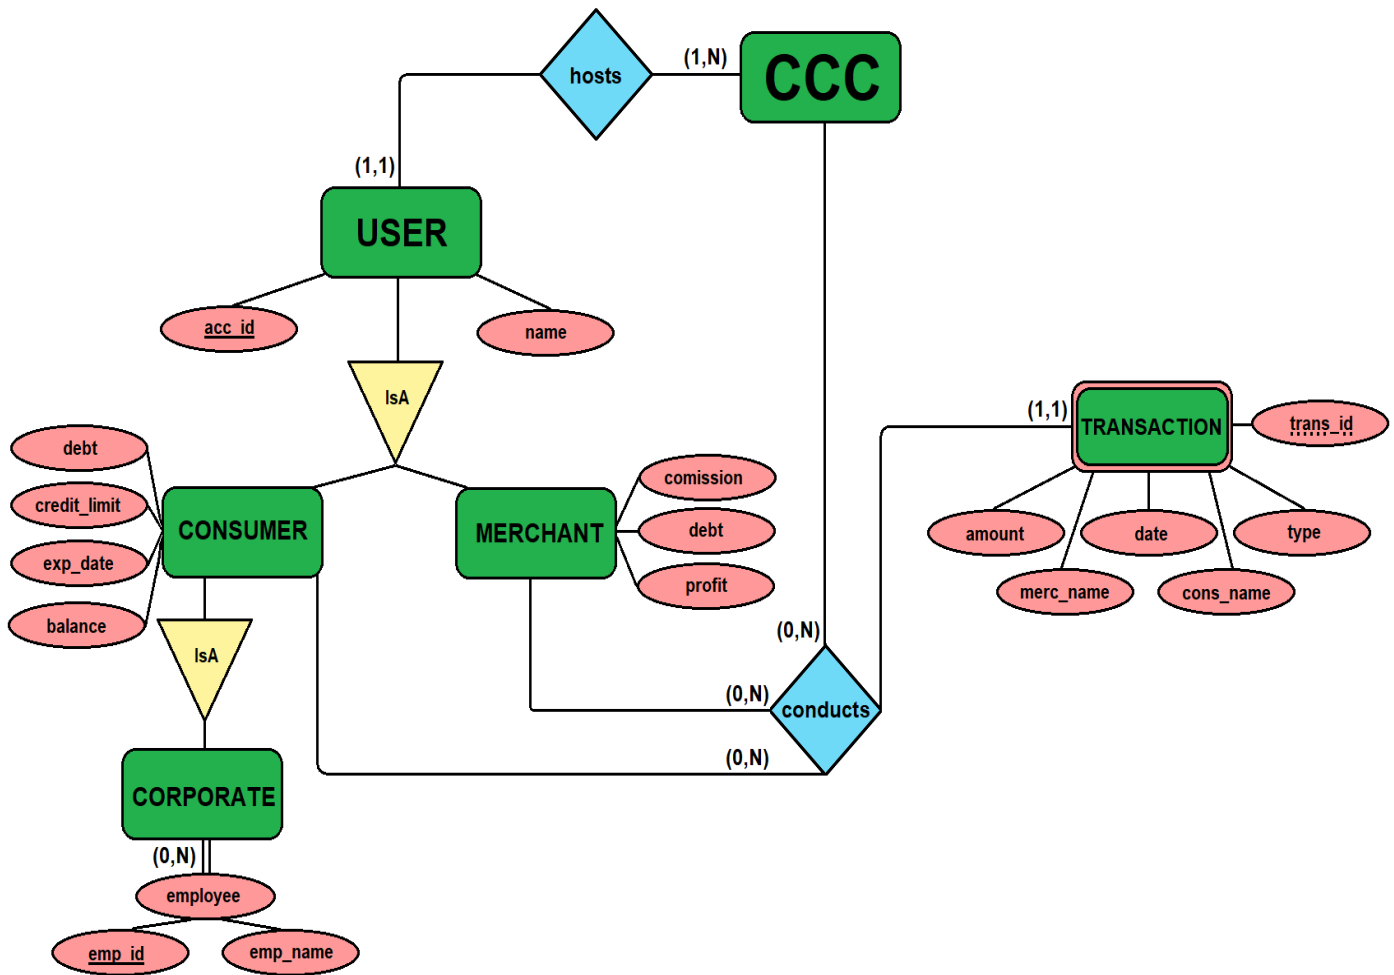 hosts
(1,N)
CCC
(1,1)
USER
acc_id
name
IsA
debt
credit_limit
exp_date
balance
CONSUMER
MERCHANT
comission
debt
profit
(1,1)
TRANSACTION
trans_id
amount
date
type
merc_name
cons_name
IsA
(0,N)
(0,N)
conducts
(0,N)
CORPORATE
(0,N)
employee
emp_id
emp_name